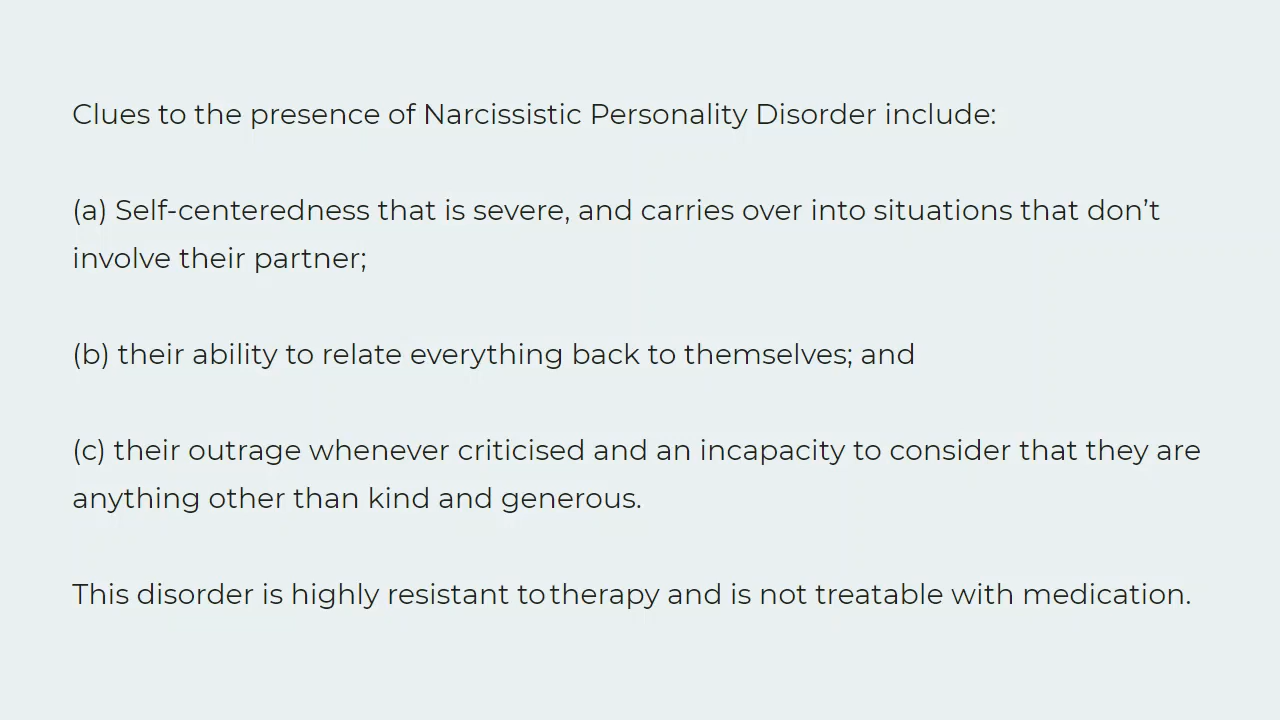 Clues to the presence of Narcissistic Personality Disorder include:
(a) Self-centeredness that is severe, and carries over into situations that don’t
involve their partner;
(b) their ability to relate everything back to themselves; and
(c) their outrage whenever criticised and an incapacity to consider that they are
anything other than kind and generous.
This disorder is highly resistant to therapy and is not treatable with medication.